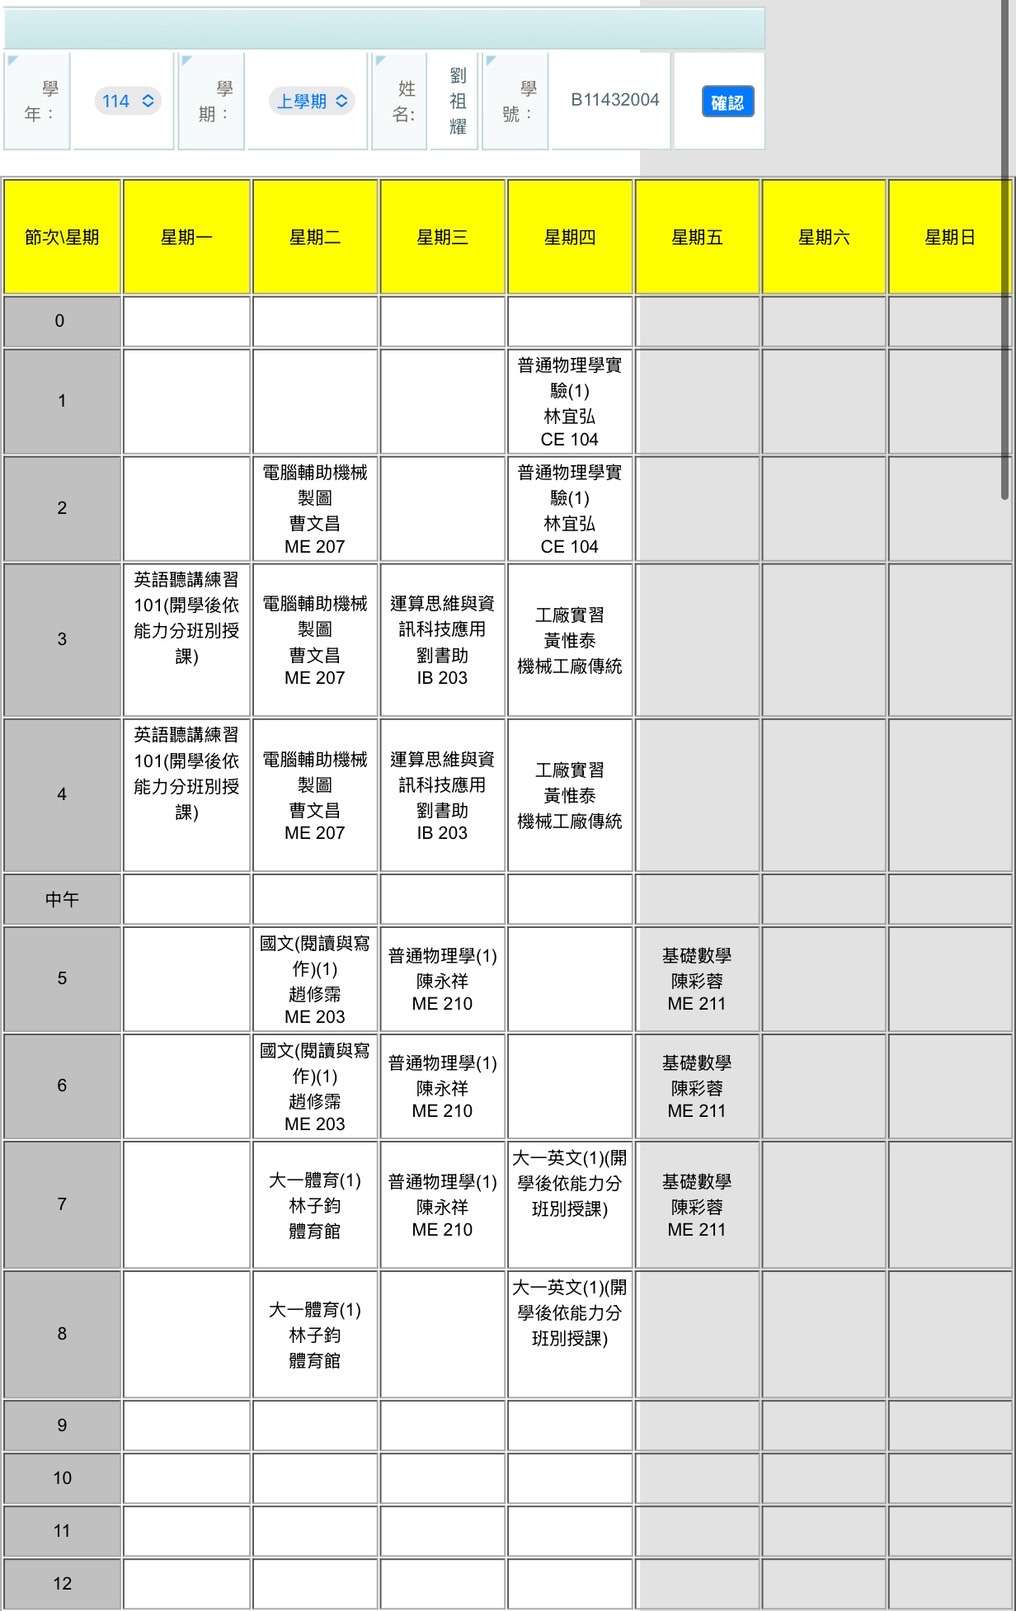 學年：
114
學期：
上學期
姓名:
劉祖耀
學號：
B11432004
確認
節次\星期 星期一 星期二 星期三 星期四 星期五 星期六 星期日
0
1
普通物理學實
驗(1)
林宜弘
CE 104
2
電腦輔助機械
製圖
曹文昌
ME 207
普通物理學實
驗(1)
林宜弘
CE 104
3
英語聽講練習
101(開學後依
能力分班別授
課)
電腦輔助機械
製圖
曹文昌
ME 207
運算思維與資
訊科技應用
劉書助
IB 203
工廠實習
黃惟泰
機械工廠傳統
4
英語聽講練習
101(開學後依
能力分班別授
課)
電腦輔助機械
製圖
曹文昌
ME 207
運算思維與資
訊科技應用
劉書助
IB 203
工廠實習
黃惟泰
機械工廠傳統
中午
5
國文(閱讀與寫
作)(1)
趙修霈
ME 203
普通物理學(1)
陳永祥
ME 210
基礎數學
陳彩蓉
ME 211
6
國文(閱讀與寫
作)(1)
趙修霈
ME 203
普通物理學(1)
陳永祥
ME 210
基礎數學
陳彩蓉
ME 211
7
大一體育(1)
林子鈞
體育館
普通物理學(1)
陳永祥
ME 210
大一英文(1)(開
學後依能力分
班別授課)
基礎數學
陳彩蓉
ME 211
8
大一體育(1)
林子鈞
體育館
大一英文(1)(開
學後依能力分
班別授課)
9
10
11
12